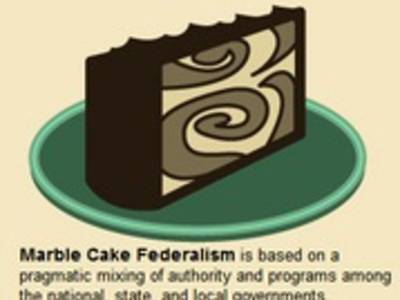 Marble Cake Federalism is based on a
pragmatic mixing of authority and programs among
the national, state, and local governments.